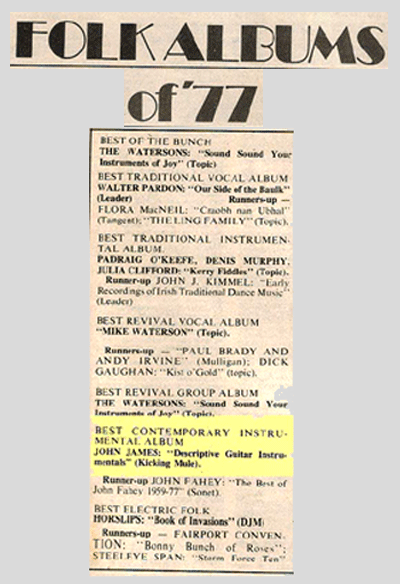 FOLK ALBUMS
of '77
BEST OF THE BUNCH
THE WATERSONS: "Sound Sound Your
Instruments of Joy" (Topic)
BEST TRADITIONAL VOCAL ALBUM
WALTER PARDON: "Our Side of the Baulk"
(Leader) Runners-up —
FLORA MacNEIL: "Craobh nan Ubhal"
(Tangent); "THE LING FAMILY" (Topic).
BEST TRADITIONAL INSTRUMEN-
TAL ALBUM.
PADRAIG O'KEEFE, DENIS MURPHY,
JULIA CLIFFORD: "Kerry Fiddles" (Topic).
Runner-up JOHN J. KIMMEL: "Early
Recordings of Irish Traditional Dance Music"
(Leader)
BEST REVIVAL VOCAL ALBUM
"MIKE WATERSON" (Topic).
Runners-up — "PAUL BRADY AND
ANDY IRVINE" (Mulligan); DICK
GAUGHAN: "Kist o'Gold" (topic).
BEST REVIVAL GROUP ALBUM
THE WATERSONS: "Sound Sound Your
Instruments of Joy" (Topic).
BEST CONTEMPORARY INSTRU-
MENTAL ALBUM
JOHN JAMES: "Descriptive Guitar Instru-
mentals" (Kicking Mule).
Runner-up JOHN FAHEY: "The Best of
John Fahey 1959-77" (Sonet).
BEST ELECTRIC FOLK
HORSLIPS: "Book of Invasions" (DJM)
Runners-up — FAIRPORT CONVEN-
TION: "Bonny Bunch of Roses";
STEELEYE SPAN: "Storm Force Ten"